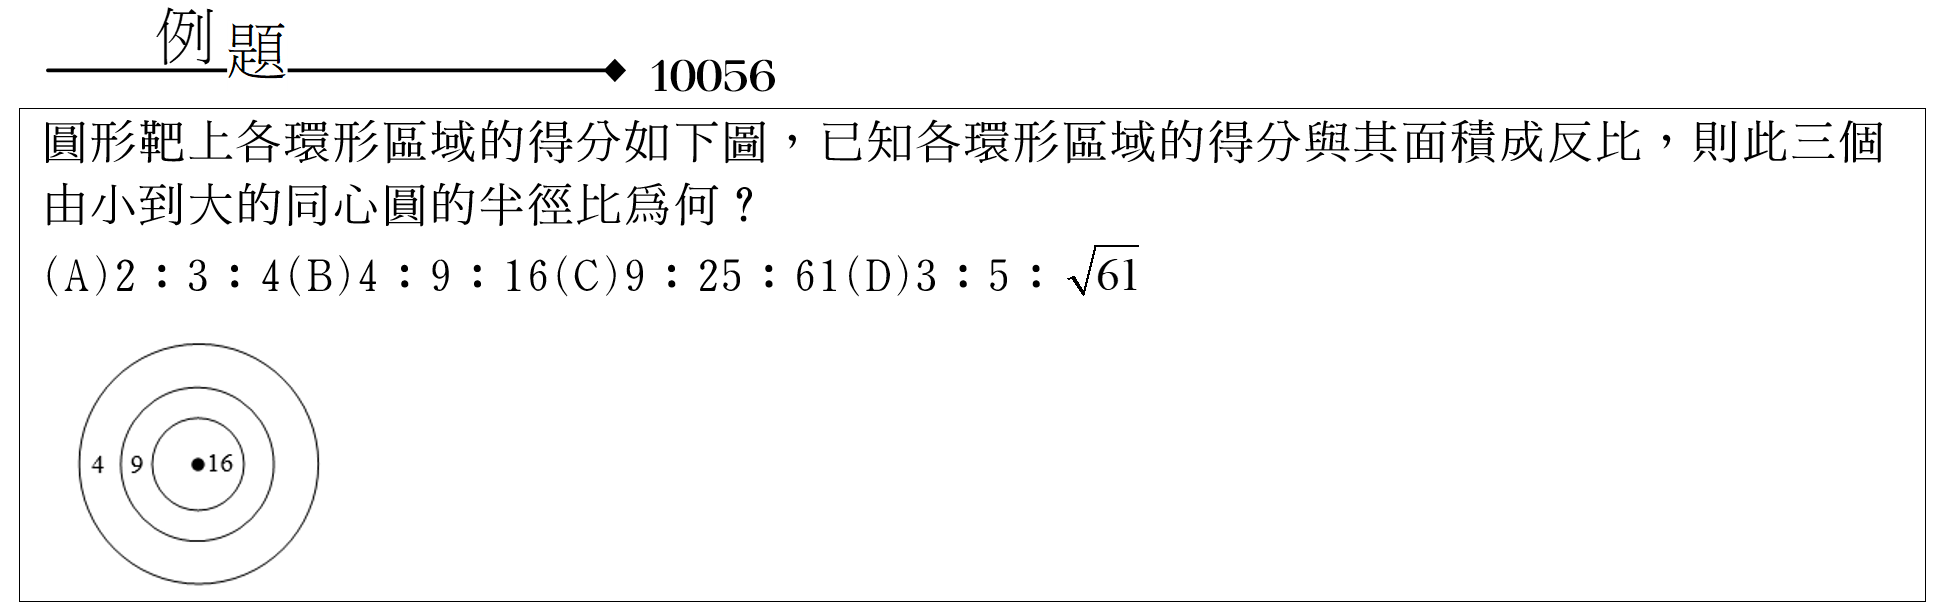 例題 10056
圓形靶上各環形區域的得分如下圖，已知各環形區域的得分與其面積成反比，則此三個
由小到大的同心圓的半徑比為何？
(A)2：3：4(B)4：9：16(C)9：25：61(D)3：5：√61
4 9 16